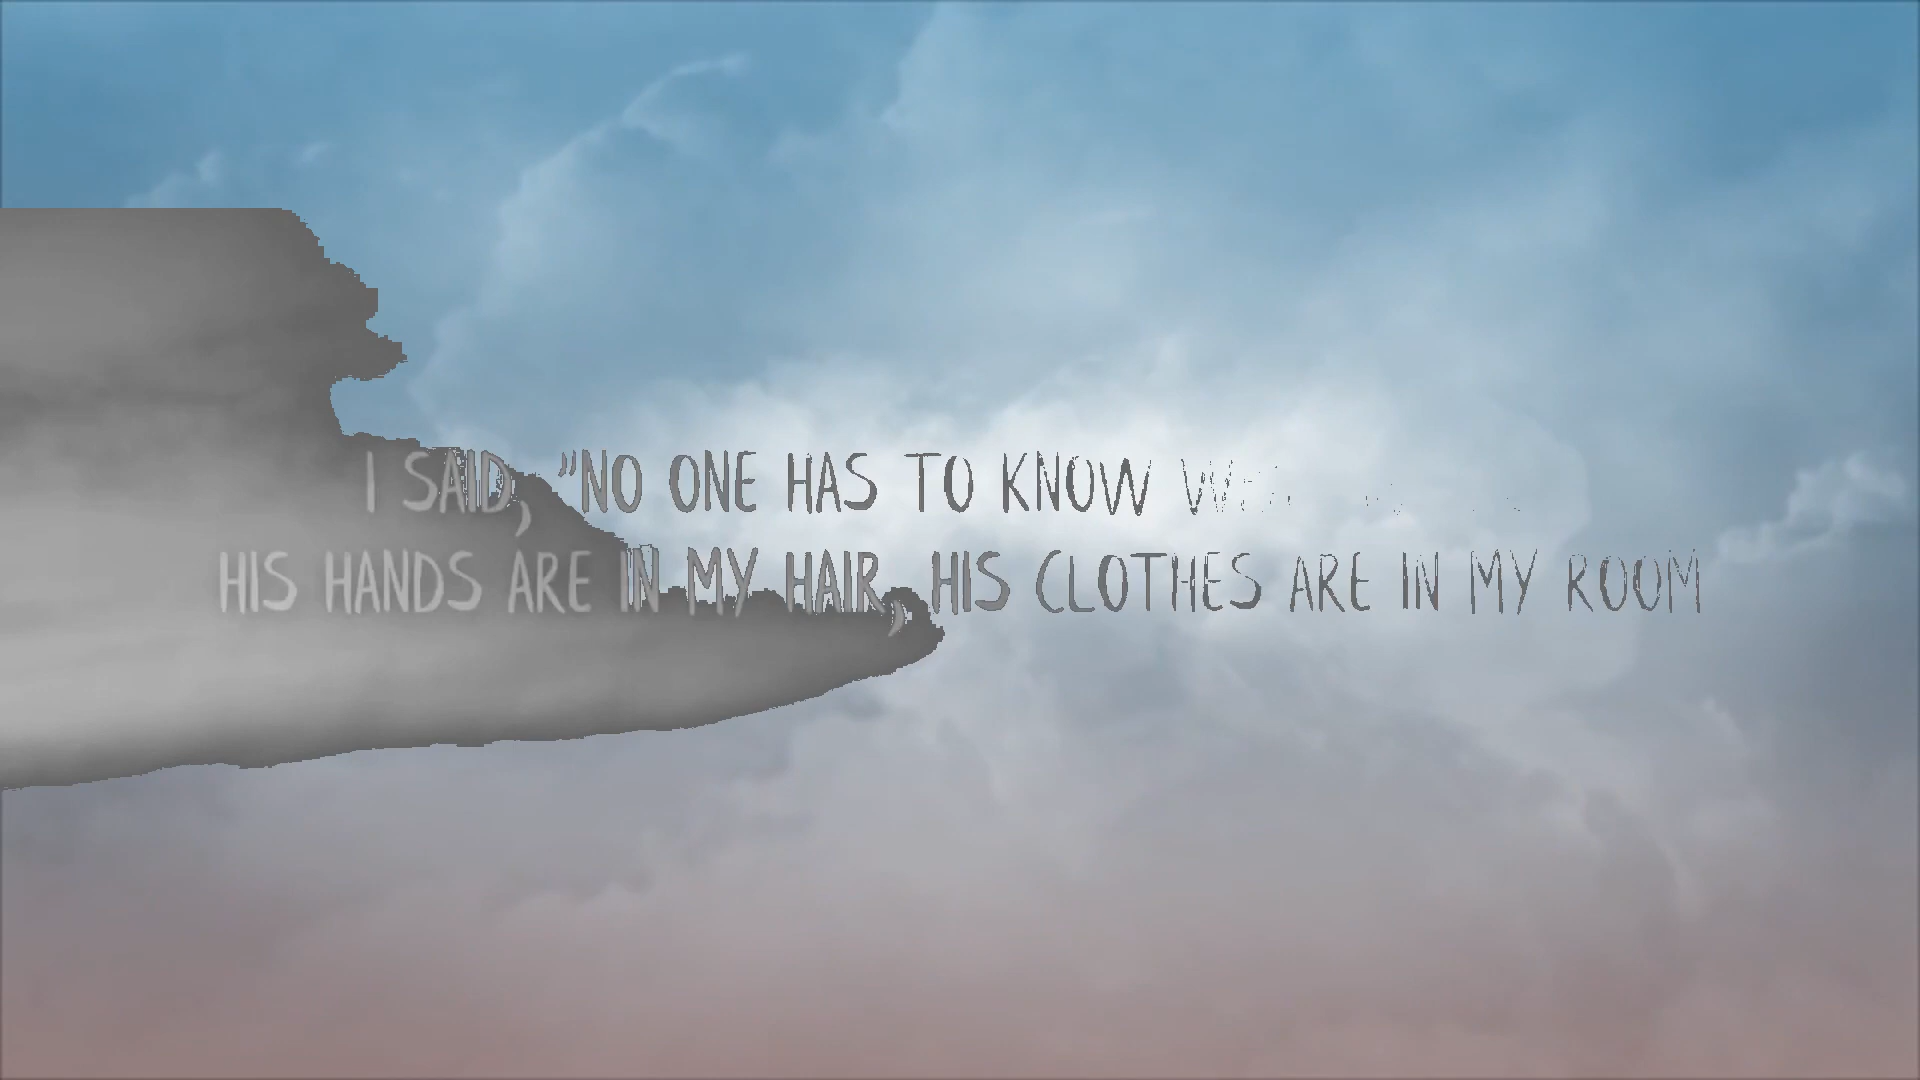 I SAID, "NO ONE HAS TO KNOW
HIS HANDS ARE IN MY HAIR, HIS CLOTHES ARE IN MY ROOM